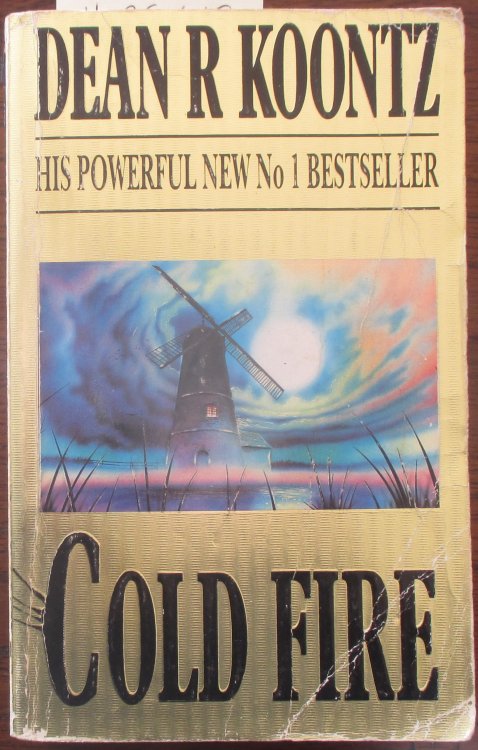 DEAN R KOONTZ
HIS POWERFUL NEW No 1 BESTSELLER
COLD FIRE